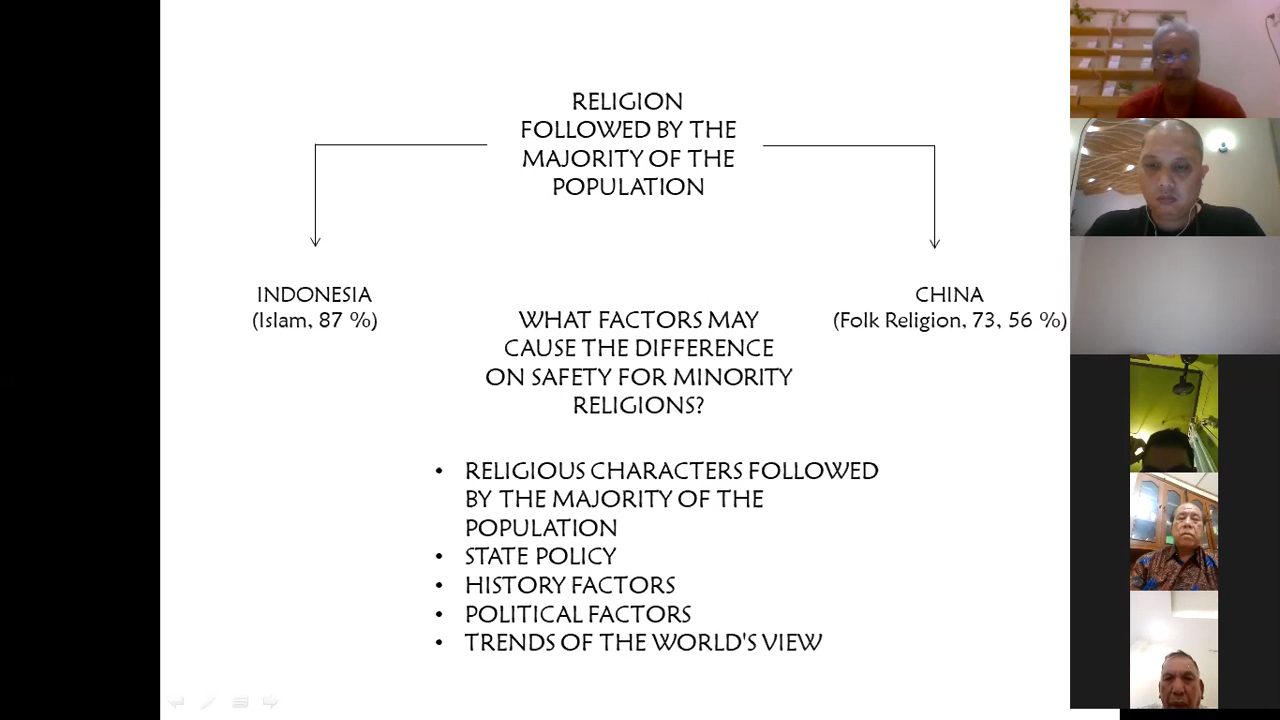 RELIGION
FOLLOWED BY THE
MAJORITY OF THE
POPULATION
INDONESIA
(Islam, 87 %)
CHINA
(Folk Religion, 73, 56 %)
WHAT FACTORS MAY
CAUSE THE DIFFERENCE
ON SAFETY FOR MINORITY
RELIGIONS?
• RELIGIOUS CHARACTERS FOLLOWED
BY THE MAJORITY OF THE
POPULATION
• STATE POLICY
• HISTORY FACTORS
• POLITICAL FACTORS
• TRENDS OF THE WORLD'S VIEW